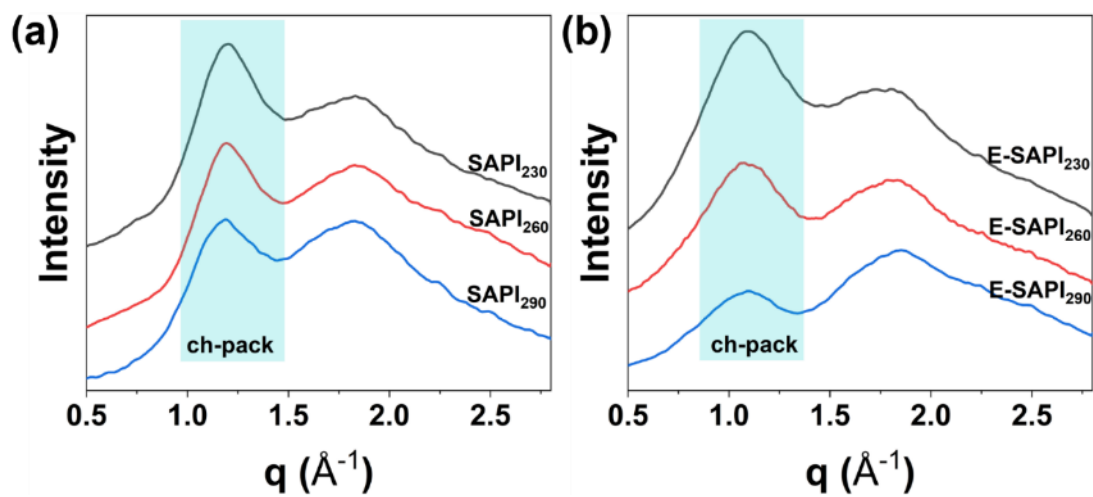 (a)
Intensity
SAPI230
SAPI260
SAPI290
ch-pack
0.5 1.0 1.5 2.0 2.5
q (Å-1)
(b)
Intensity
E-SAPI230
E-SAPI260
E-SAPI290
ch-pack
0.5 1.0 1.5 2.0 2.5
q (Å-1)